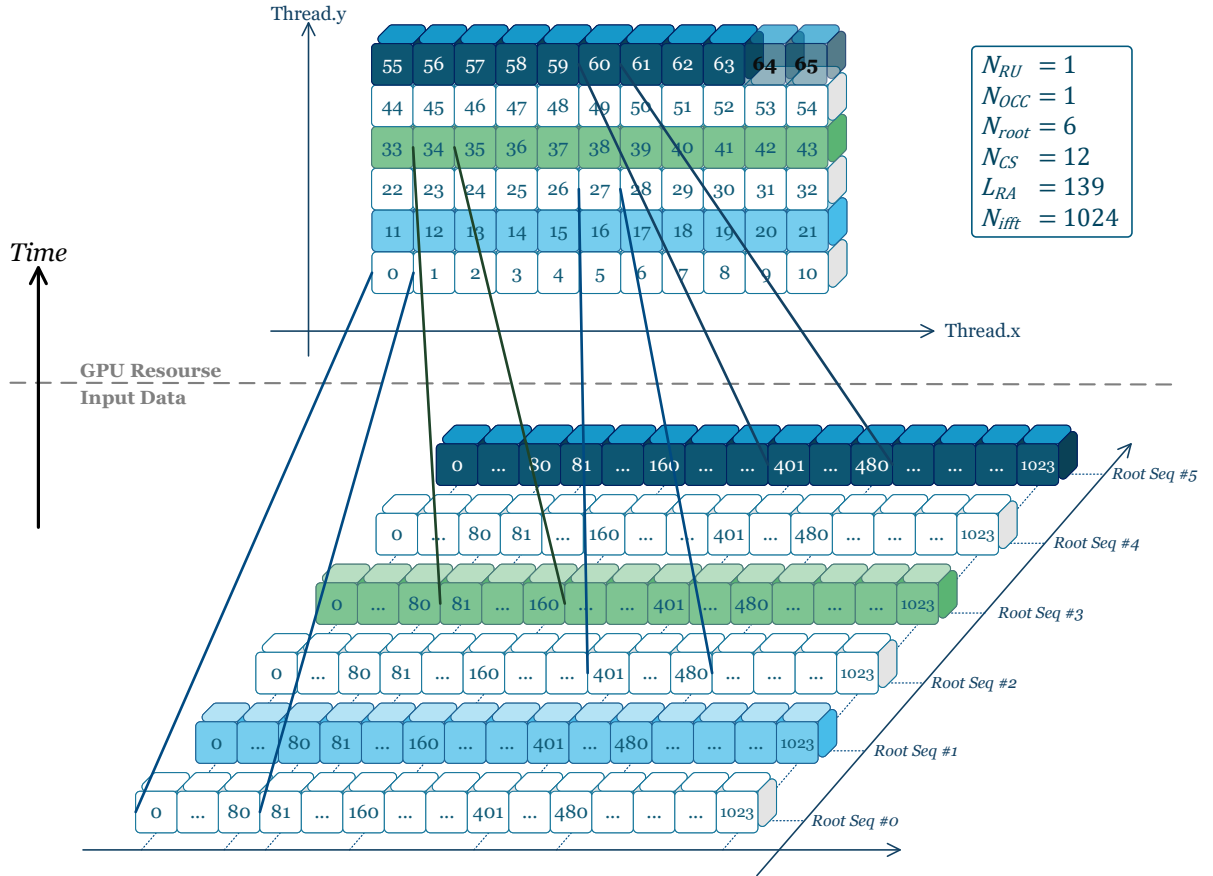 Thread.y
55 56 57 58 59 60 61 62 63 64 65
44 45 46 47 48 49 50 51 52 53 54
33 34 35 36 37 38 39 40 41 42 43
22 23 24 25 26 27 28 29 30 31 32
11 12 13 14 15 16 17 18 19 20 21
0 1 2 3 4 5 6 7 8 9 10
Thread.x
N_RU = 1
N_OCC = 1
N_root = 6
N_CS = 12
L_RA = 139
N_ifft = 1024
Time
GPU Resourse
Input Data
0 ... 80 81 ... 160 ... ... 401 ... 480 ... ... ... 1023
Root Seq #5
0 ... 80 81 ... 160 ... ... 401 ... 480 ... ... ... 1023
Root Seq #4
0 ... 80 81 ... 160 ... ... 401 ... 480 ... ... ... 1023
Root Seq #3
0 ... 80 81 ... 160 ... ... 401 ... 480 ... ... ... 1023
Root Seq #2
0 ... 80 81 ... 160 ... ... 401 ... 480 ... ... ... 1023
Root Seq #1
0 ... 80 81 ... 160 ... ... 401 ... 480 ... ... ... 1023
Root Seq #0